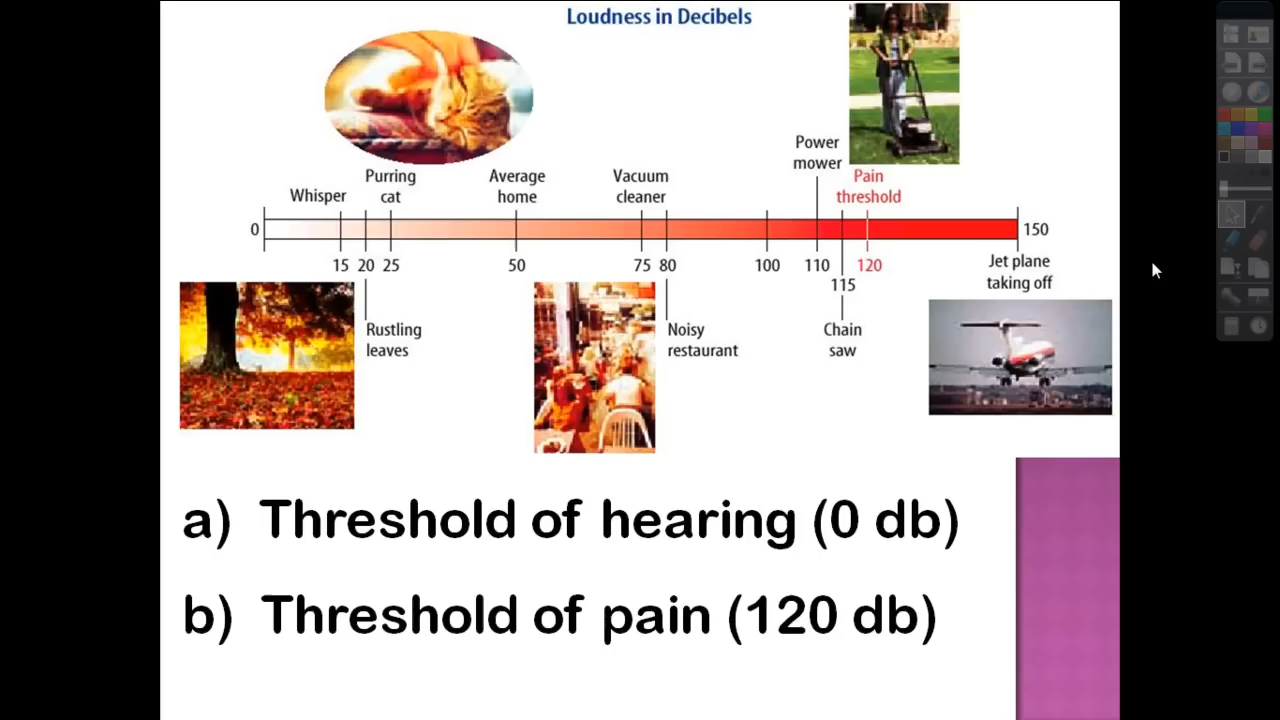 Loudness in Decibels
Power
mower
Purring
cat
Average
home
Vacuum
cleaner
Pain
threshold
Whisper
0
150
15 20 25 50 75 80 100 110 120
115
Jet plane
taking off
Rustling
leaves
Noisy
restaurant
Chain
saw
a) Threshold of hearing (0 db)
b) Threshold of pain (120 db)